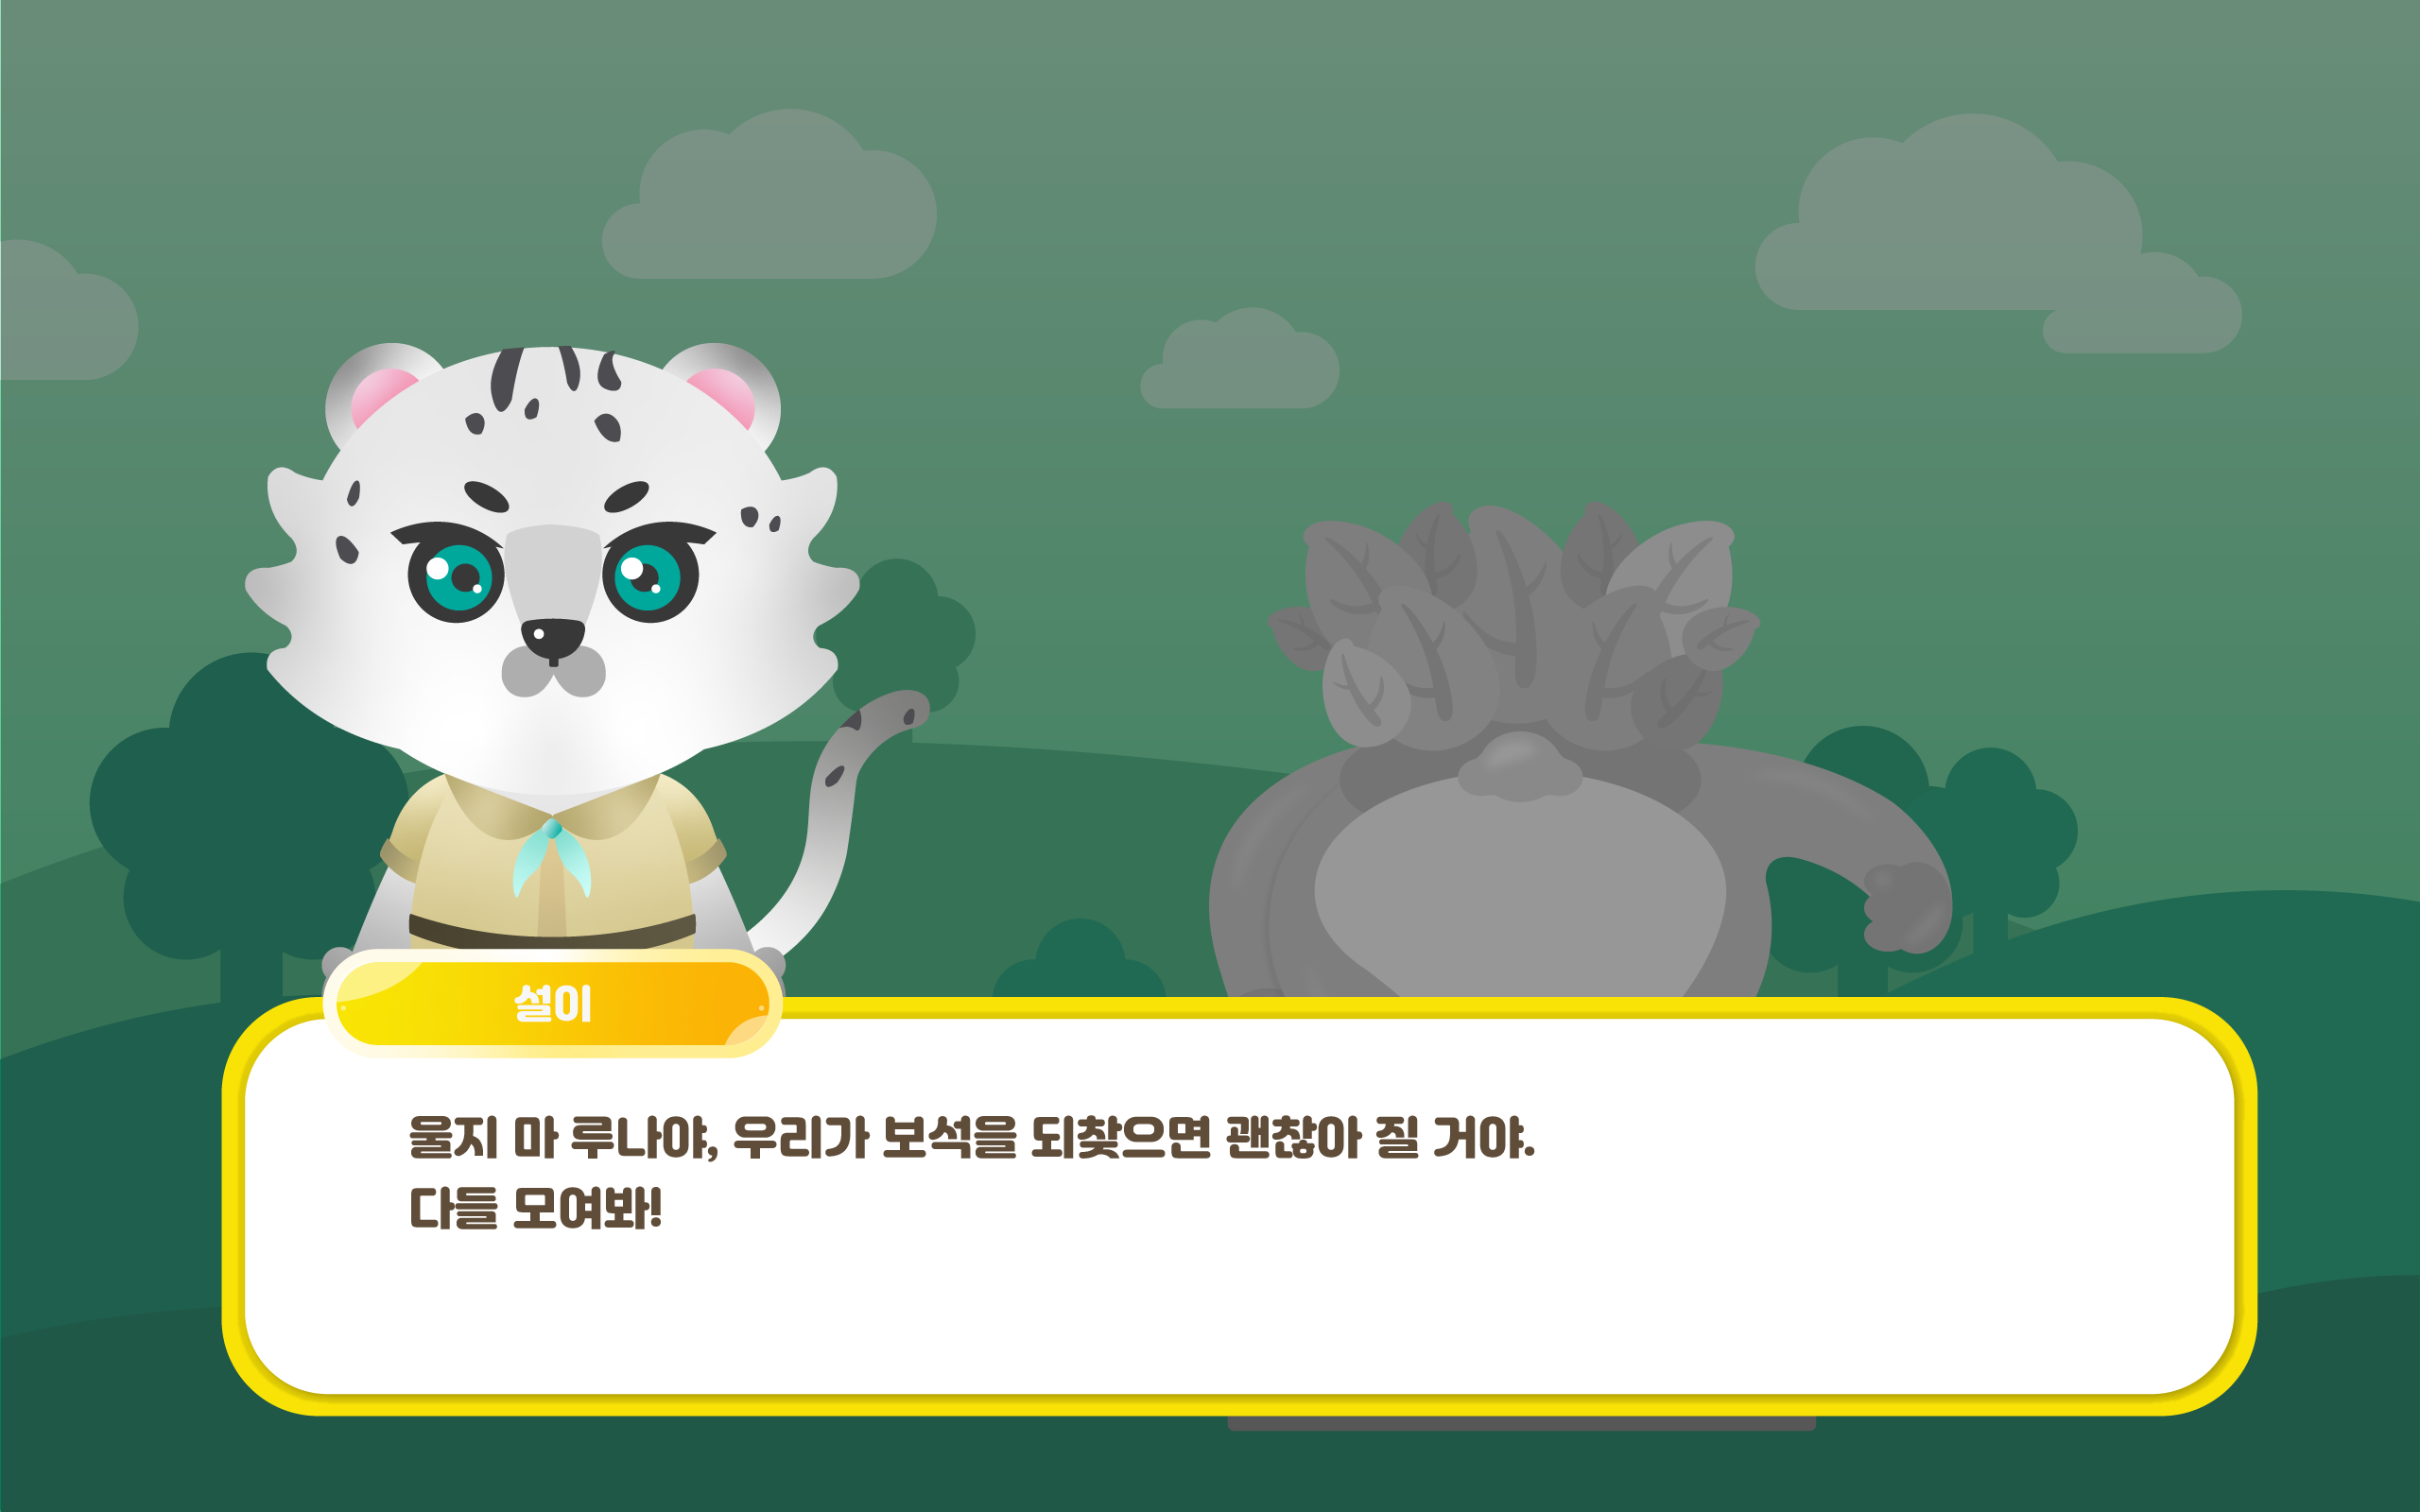 썰이
울지 마 루나야, 우리가 보석을 되찾으면 괜찮아 질 거야.
다들 모여봐!